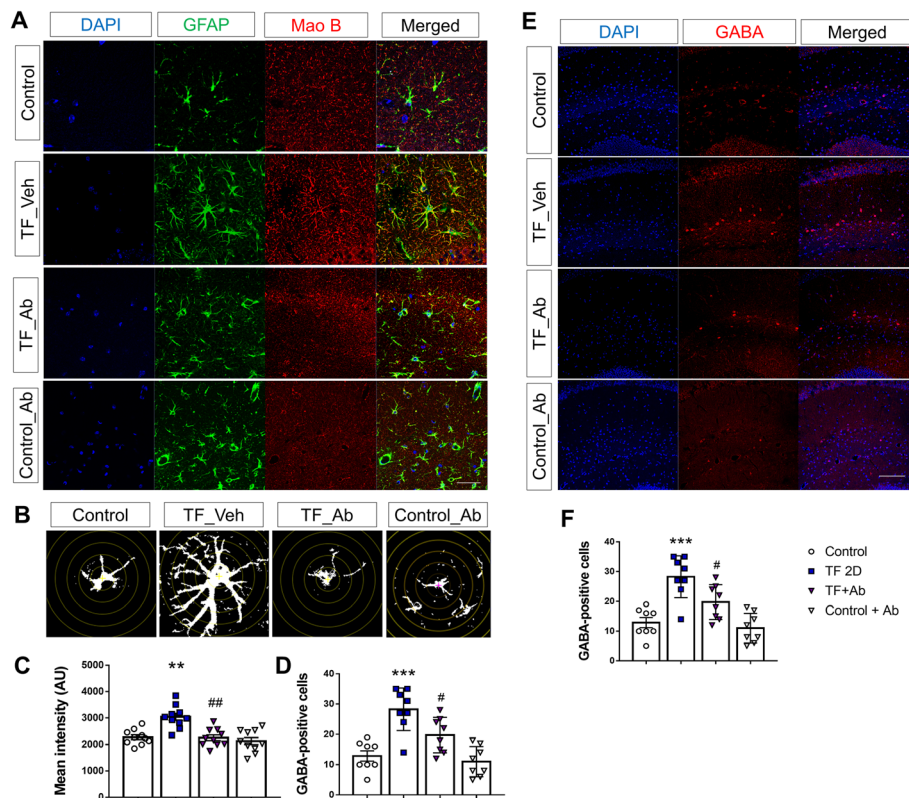 A
DAPI GFAP Mao B Merged
Control
TF_Veh
TF_Ab
Control_Ab
B
Control TF_Veh TF_Ab Control_Ab
C
Mean intensity (AU)
5000
4000
3000
2000
1000
0
**
##
D
GABA-positive cells
40
30
20
10
0
***
#
E
DAPI GABA Merged
Control
TF_Veh
TF_Ab
Control_Ab
F
GABA-positive cells
40
30
20
10
0
***
#
Control
TF 2D
TF+Ab
Control + Ab